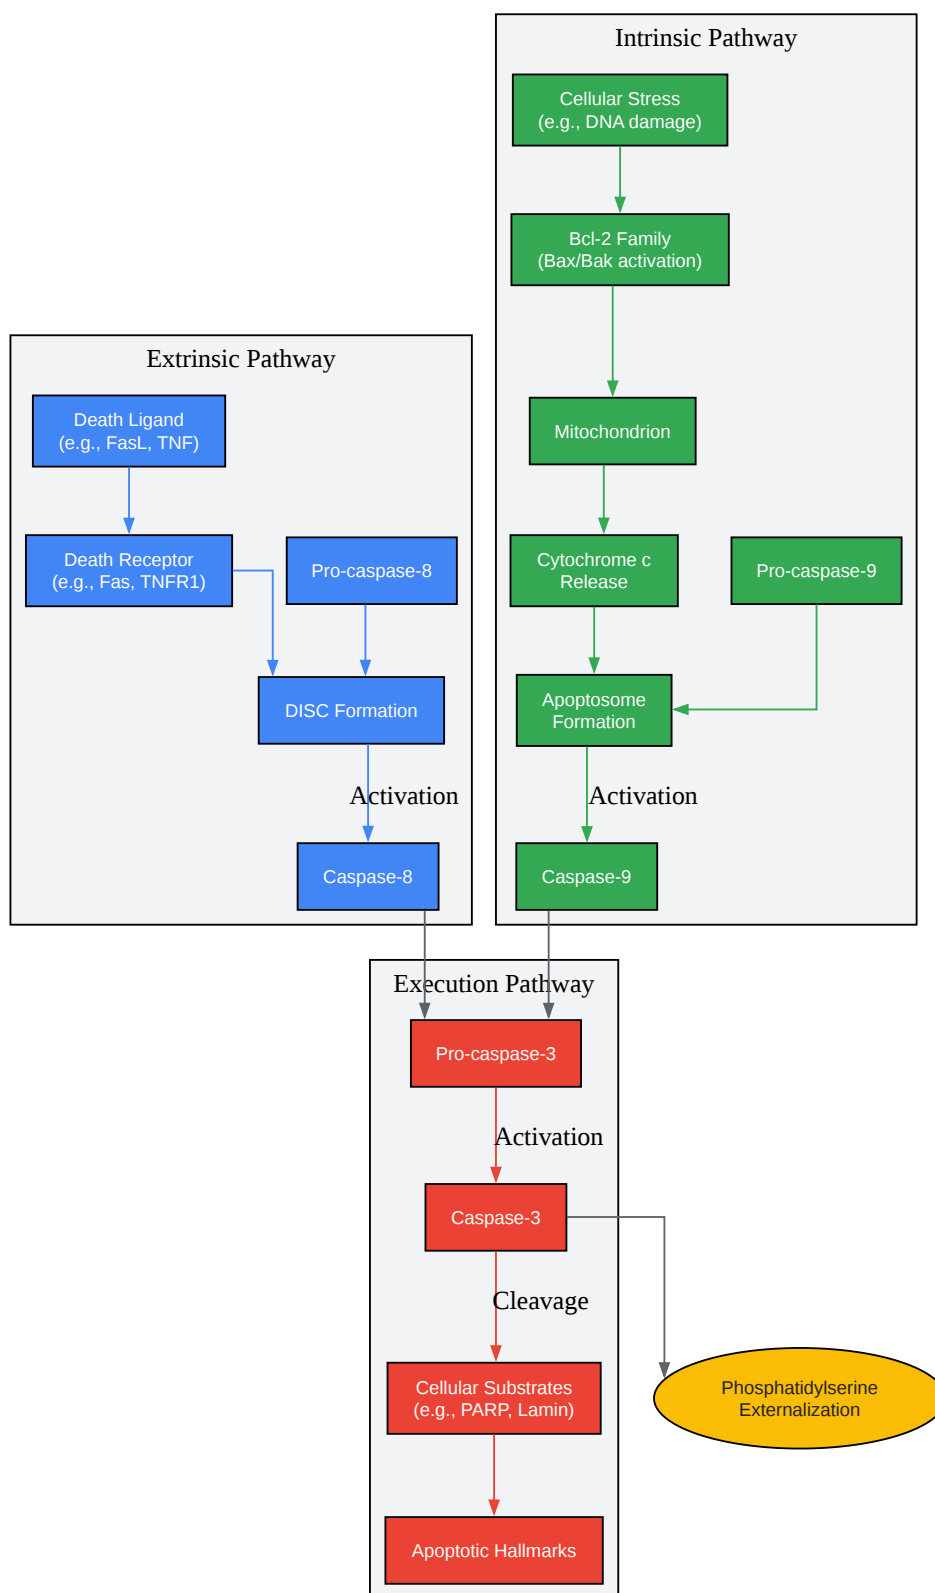 Intrinsic Pathway
Cellular Stress
(e.g., DNA damage)
Bcl-2 Family
(Bax/Bak activation)
Mitochondrion
Cytochrome c
Release
Pro-caspase-9
Apoptosome
Formation
Activation
Caspase-9
Extrinsic Pathway
Death Ligand
(e.g., FasL, TNF)
Death Receptor
(e.g., Fas, TNFR1)
Pro-caspase-8
DISC Formation
Activation
Caspase-8
Execution Pathway
Pro-caspase-3
Activation
Caspase-3
Cleavage
Cellular Substrates
(e.g., PARP, Lamin)
Phosphatidylserine
Externalization
Apoptotic Hallmarks